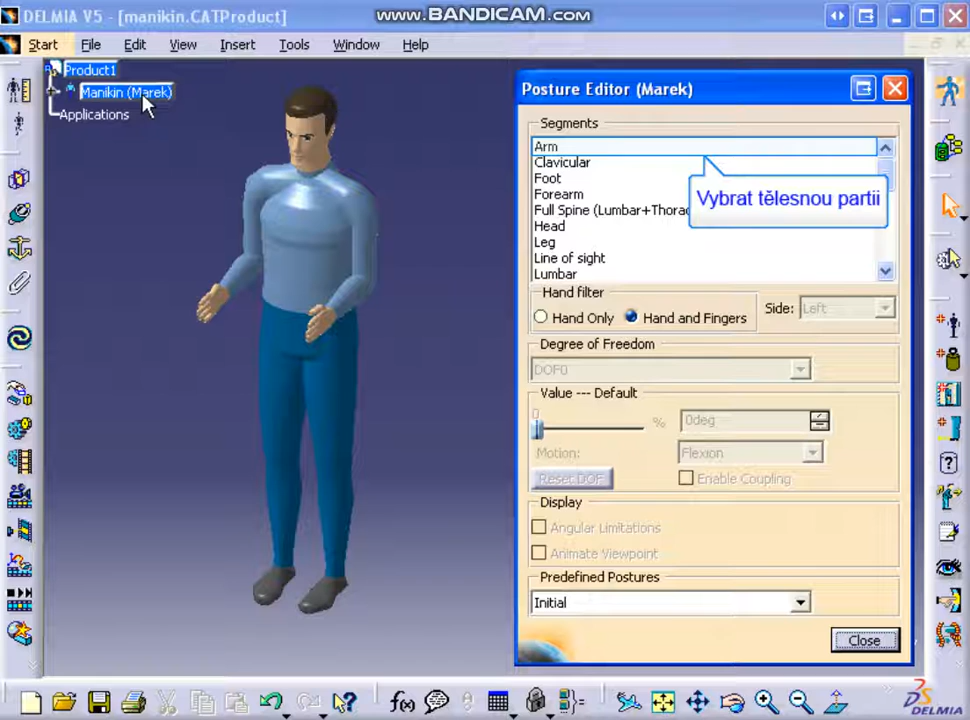 DELMIA V5 - [manikin.CATProduct]
www.BANDICAM.com
Start File Edit View Insert Tools Window Help
Product1
Manikin (Marek)
Applications
Posture Editor (Marek)
Segments
Arm
Clavicular
Foot
Forearm
Full Spine (Lumbar+Thorac
Head
Leg
Line of sight
Lumbar
Vybrat tělesnou partii
Hand filter
Hand Only Hand and Fingers
Side: Left
Degree of Freedom
DOF0
Value --- Default
0
% 0deg
Motion: Flexion
Reset DOF Enable Coupling
Display
Angular Limitations
Animate Viewpoint
Predefined Postures
Initial
Close
f(x)
DELMIA